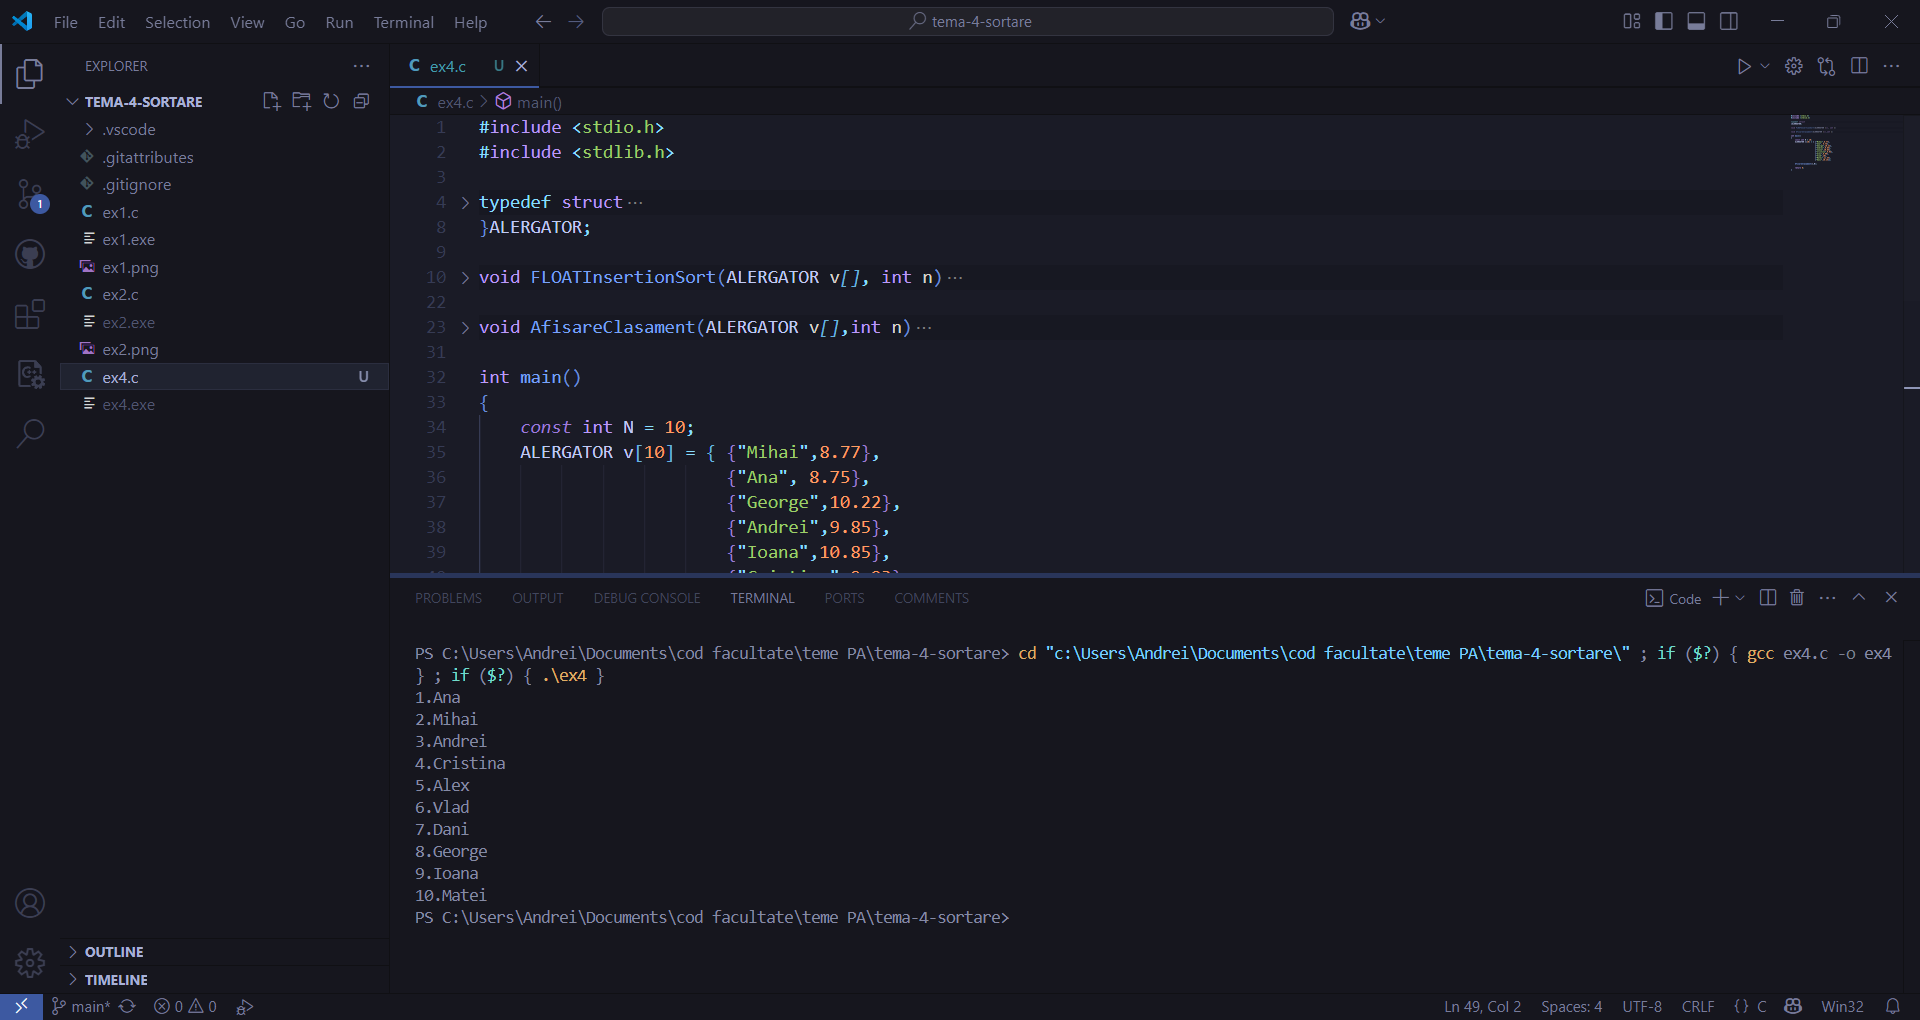 File Edit Selection View Go Run Terminal Help
tema-4-sortare
EXPLORER
TEMA-4-SORTARE
.vscode
.gitattributes
.gitignore
1
ex1.c
ex1.exe
ex1.png
ex2.c
ex2.exe
ex2.png
ex4.c U
ex4.exe
OUTLINE
TIMELINE
C ex4.c U
C ex4.c > main()
1 #include <stdio.h>
2 #include <stdlib.h>
3
4 typedef struct ...
8 }ALERGATOR;
9
10 void FLOATInsertionSort(ALERGATOR v[], int n) ...
22
23 void AfisareClasament(ALERGATOR v[],int n) ...
31
32 int main()
33 {
34 const int N = 10;
35 ALERGATOR v[10] = { {"Mihai",8.77},
36 {"Ana", 8.75},
37 {"George",10.22},
38 {"Andrei",9.85},
39 {"Ioana",10.85},
PROBLEMS OUTPUT DEBUG CONSOLE TERMINAL PORTS COMMENTS
Code
PS C:\Users\Andrei\Documents\cod facultate\teme PA\tema-4-sortare> cd "c:\Users\Andrei\Documents\cod facultate\teme PA\tema-4-sortare\" ; if ($?) { gcc ex4.c -o ex4
} ; if ($?) { .\ex4 }
1.Ana
2.Mihai
3.Andrei
4.Cristina
5.Alex
6.Vlad
7.Dani
8.George
9.Ioana
10.Matei
PS C:\Users\Andrei\Documents\cod facultate\teme PA\tema-4-sortare>
main* 0 0
Ln 49, Col 2 Spaces: 4 UTF-8 CRLF {} C Win32